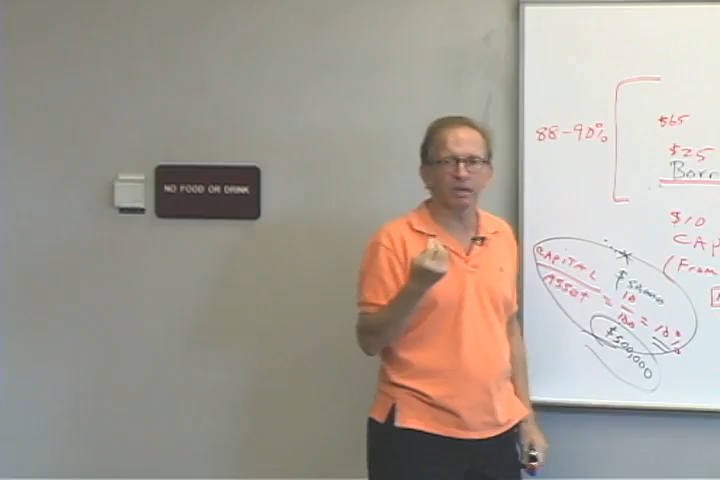 NO FOOD OR DRINK
88-90%
$65
$25
Borr
$10
CAP
From
CAPITAL
ASSET
=
10
100
= 10%
$50,000
$500,000